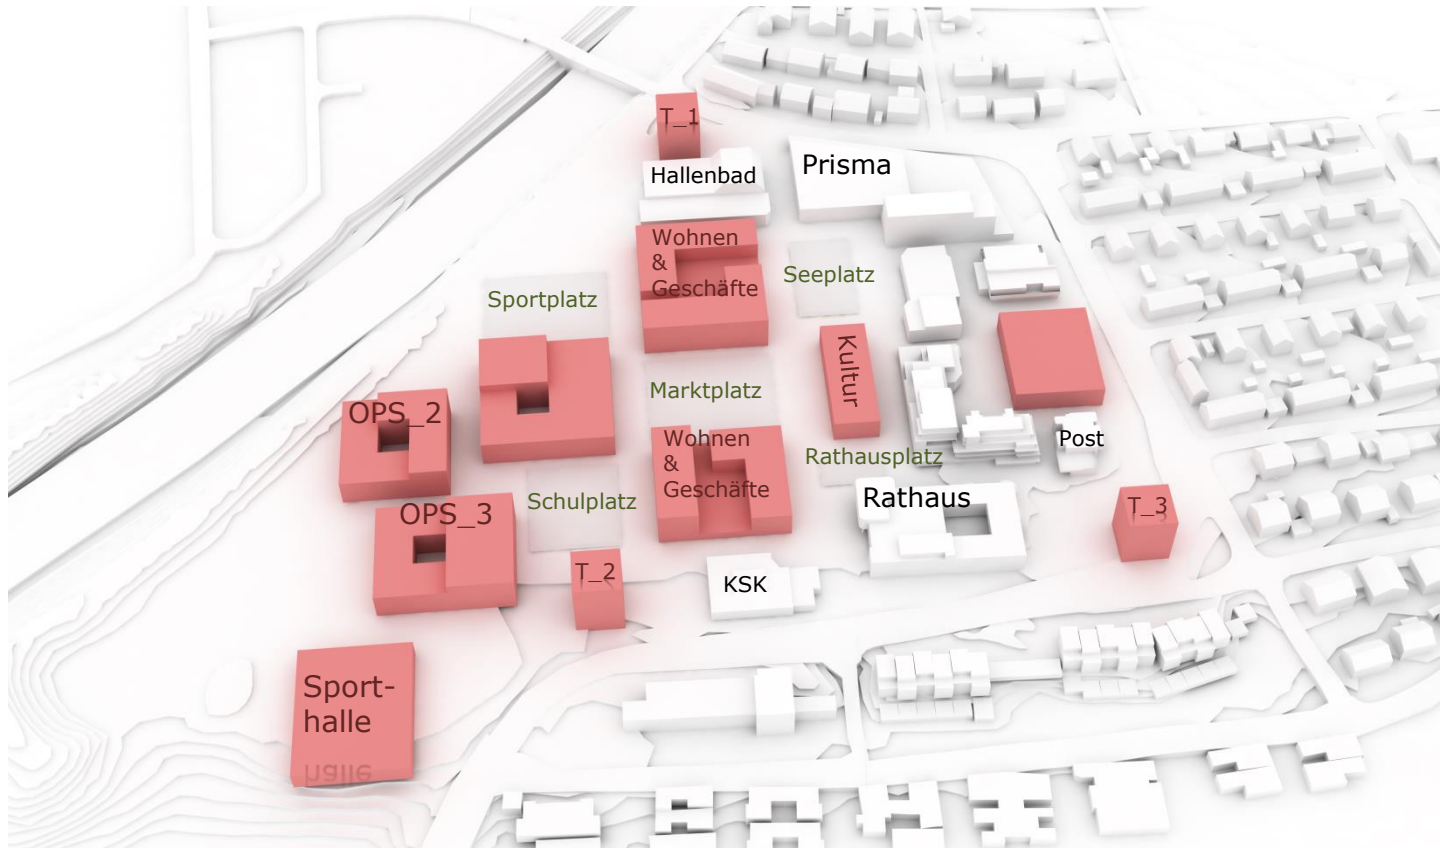 T_1
Hallenbad
Prisma
Wohnen
&
Geschäfte
Seeplatz
Sportplatz
Kultur
Marktplatz
OPS_2
Wohnen
&
Geschäfte
Rathausplatz
Post
Schulplatz
Rathaus
OPS_3
T_3
T_2
KSK
Sport-
halle
halle